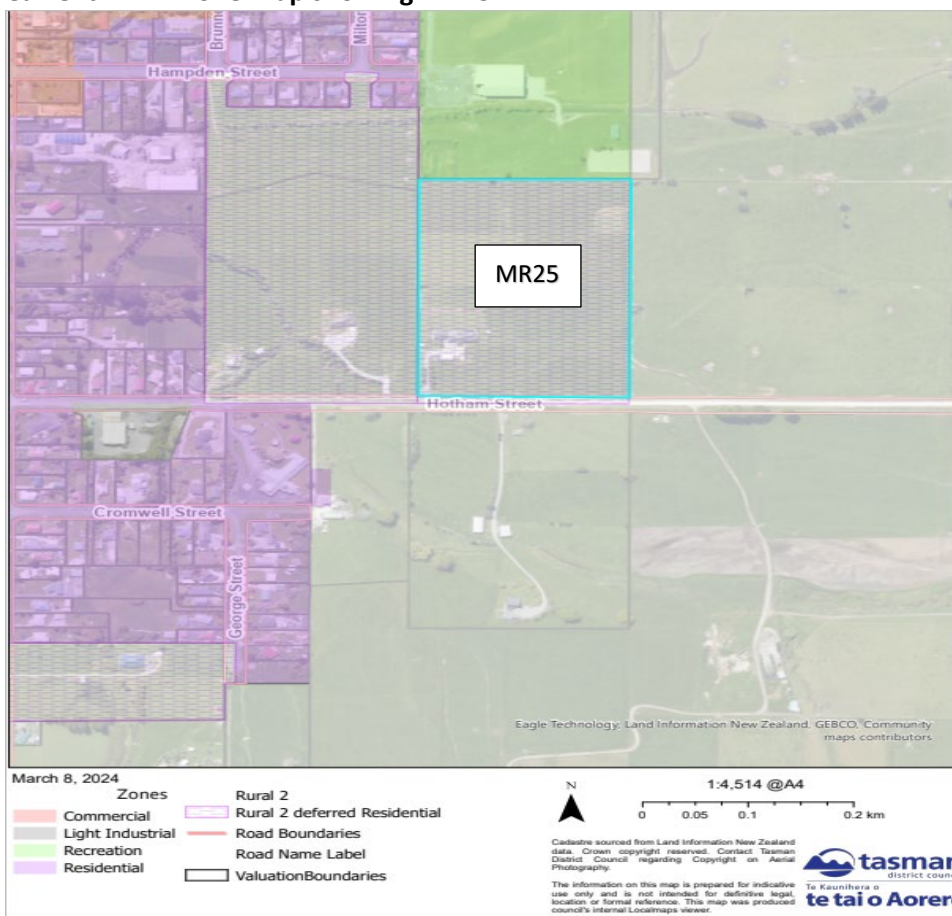 Brunn
Milton
Hampden Street
MR25
Hotham Street
Cromwell Street
George Street
Eagle Technology, Land Information New Zealand, GEBCO, Community
maps contributors
March 8, 2024
Zones
Commercial
Light Industrial
Recreation
Residential
Rural 2
Rural 2 deferred Residential
Road Boundaries
Road Name Label
ValuationBoundaries
N
1:4,514 @A4
0 0.05 0.1 0.2 km
Cadastre sourced from Land Information New Zealand
data. Crown copyright reserved. Contact Tasman
District Council regarding Copyright on Aerial
Photography.
The information on this map is prepared for indicative
use only and is not intended for definitive legal,
location or formal reference. This map was produced
council's internal Localmaps viewer.
tasman
district counc
Te Kaunihera o
te tai o Aorere